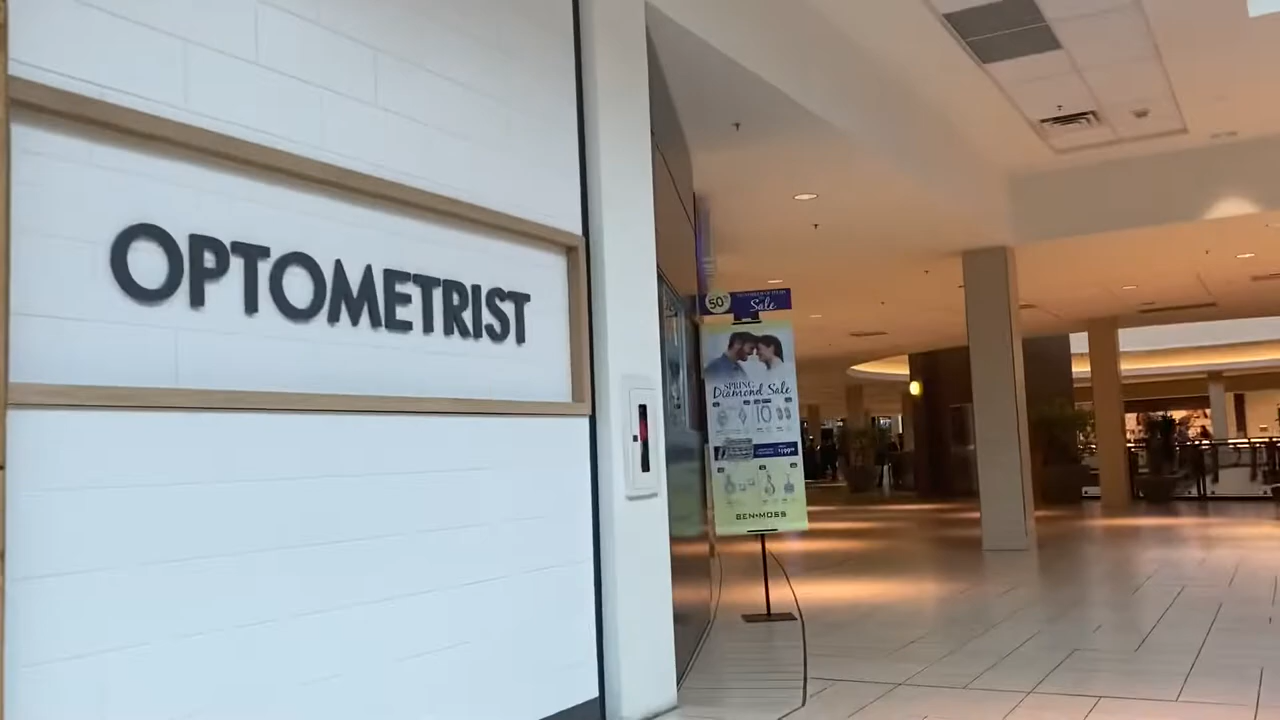 OPTOMETRIST
50%
Sale
SPRING
Diamond Sale
BEN•MOSS